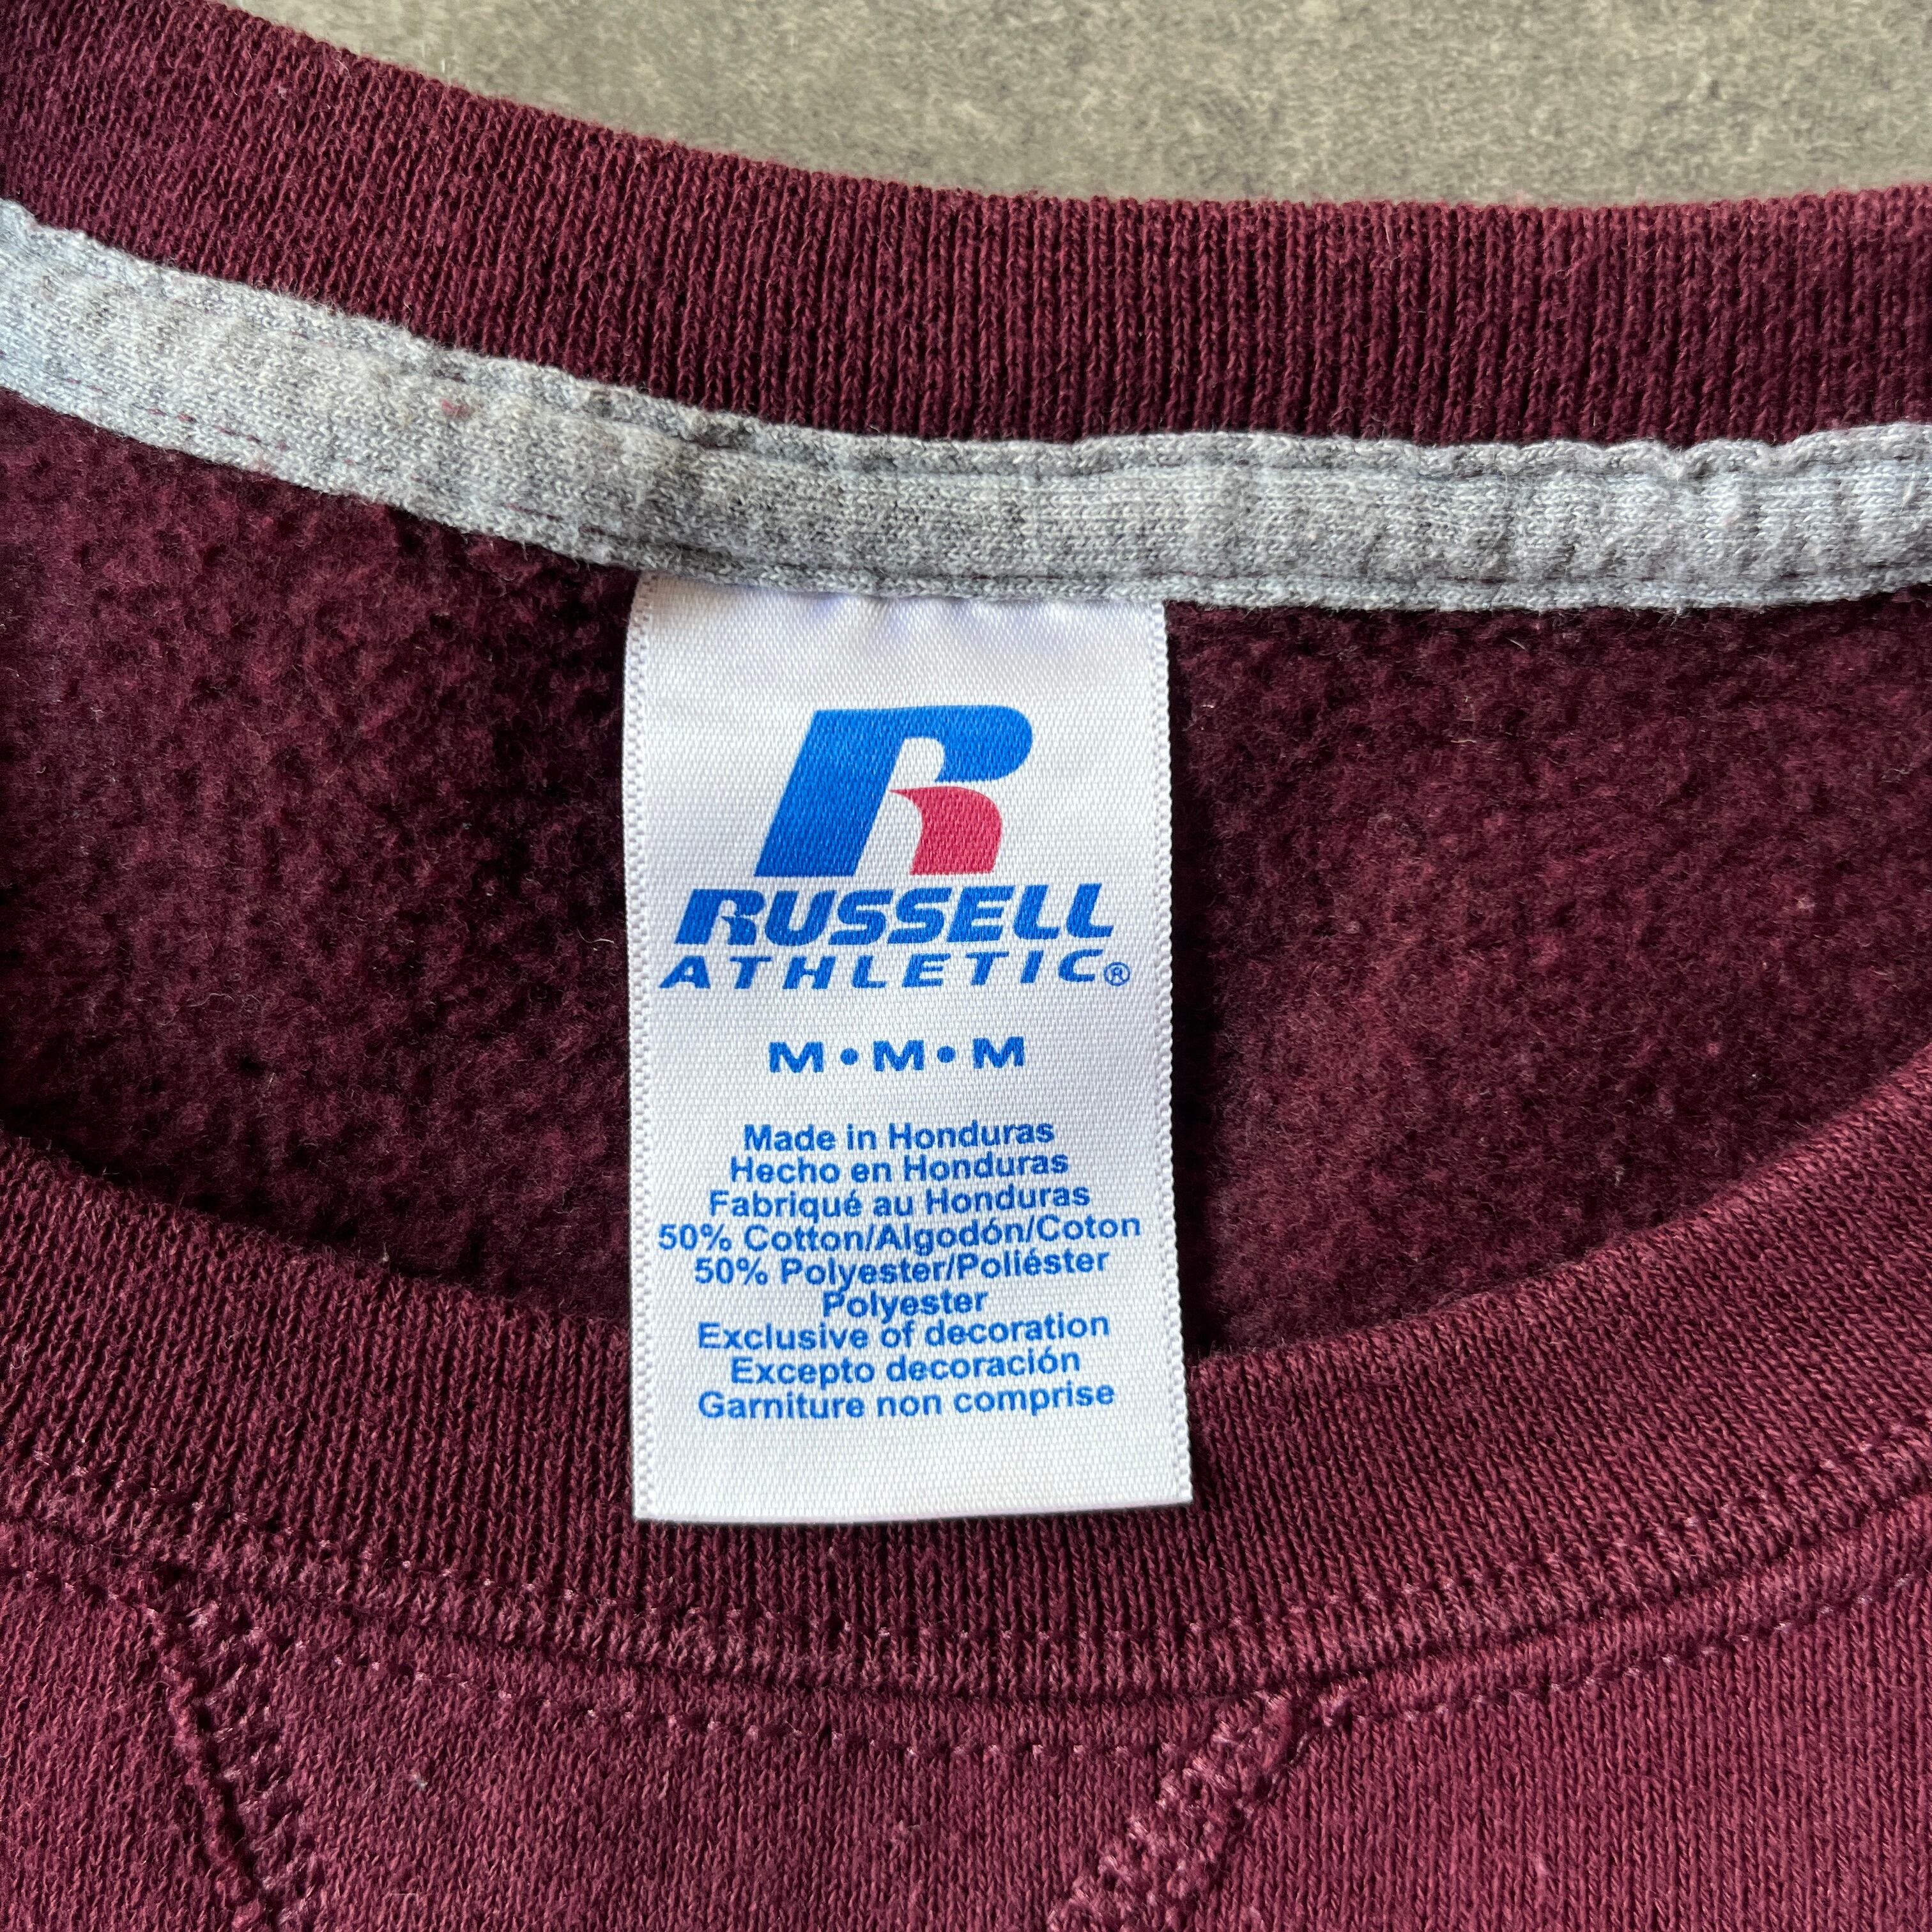 R
RUSSELL
ATHLETIC®
M•M•M
Made in Honduras
Hecho en Honduras
Fabriqué au Honduras
50% Cotton/Algodón/Coton
50% Polyester/Poliéster
Polyester
Exclusive of decoration
Excepto decoración
Garniture non comprise